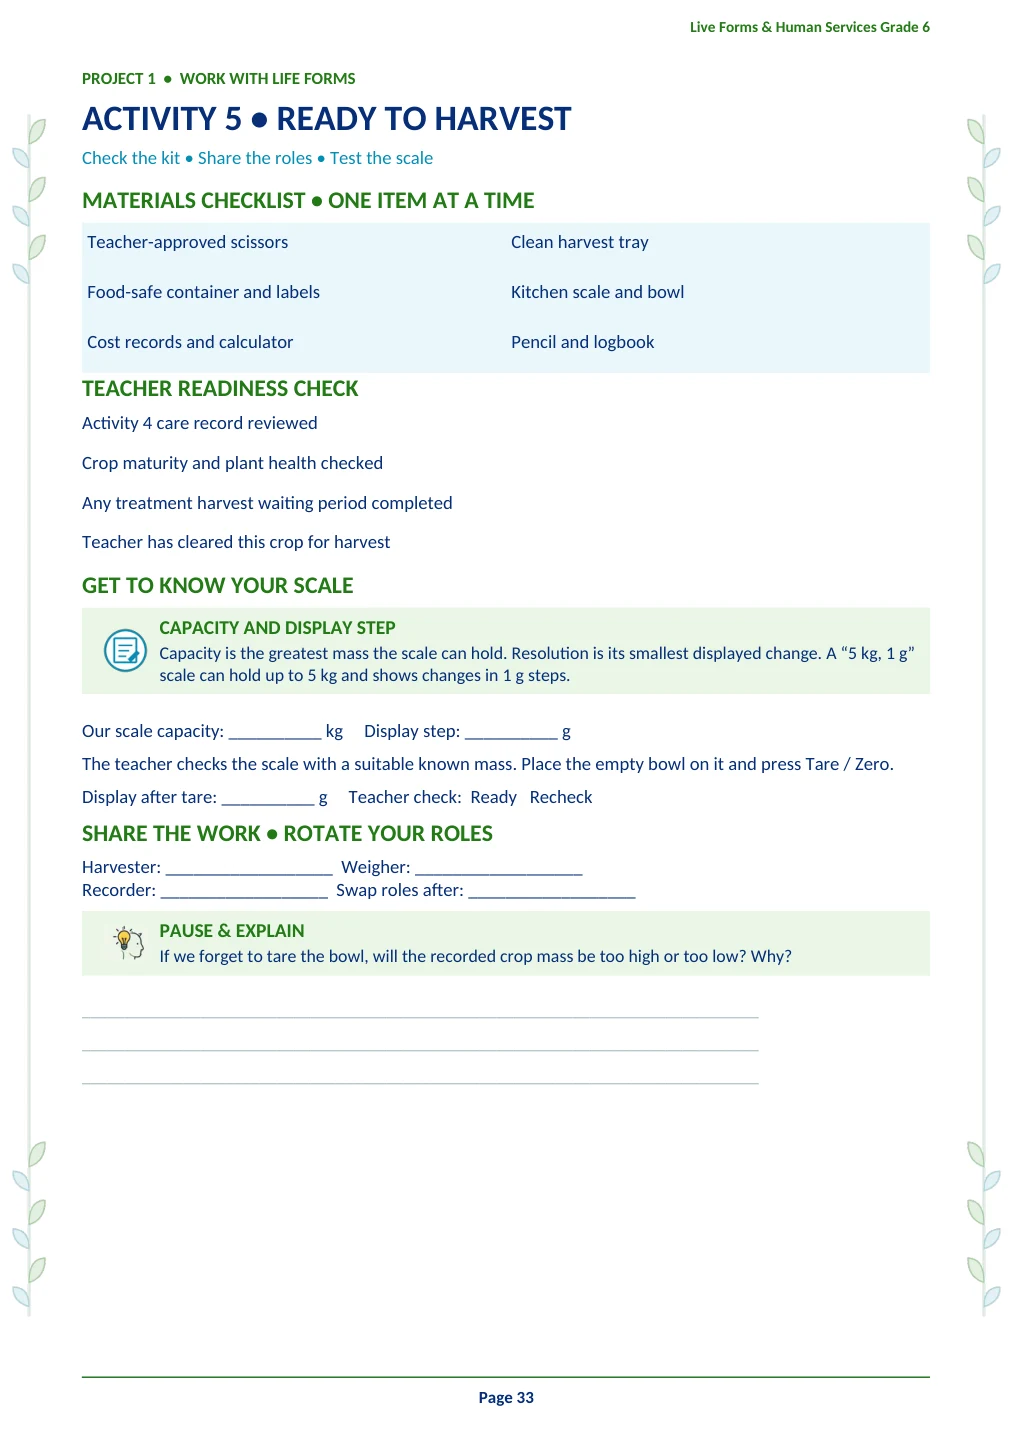 Live Forms & Human Services Grade 6
PROJECT 1 ● WORK WITH LIFE FORMS
ACTIVITY 5 ● READY TO HARVEST
Check the kit ● Share the roles ● Test the scale
MATERIALS CHECKLIST ● ONE ITEM AT A TIME
Teacher-approved scissors
Clean harvest tray
Food-safe container and labels
Kitchen scale and bowl
Cost records and calculator
Pencil and logbook
TEACHER READINESS CHECK
Activity 4 care record reviewed
Crop maturity and plant health checked
Any treatment harvest waiting period completed
Teacher has cleared this crop for harvest
GET TO KNOW YOUR SCALE
CAPACITY AND DISPLAY STEP
Capacity is the greatest mass the scale can hold. Resolution is its smallest displayed change. A “5 kg, 1 g”
scale can hold up to 5 kg and shows changes in 1 g steps.
Our scale capacity: __________ kg Display step: __________ g
The teacher checks the scale with a suitable known mass. Place the empty bowl on it and press Tare / Zero.
Display after tare: __________ g Teacher check: Ready Recheck
SHARE THE WORK ● ROTATE YOUR ROLES
Harvester: __________________ Weigher: __________________
Recorder: __________________ Swap roles after: __________________
PAUSE & EXPLAIN
If we forget to tare the bowl, will the recorded crop mass be too high or too low? Why?
Page 33